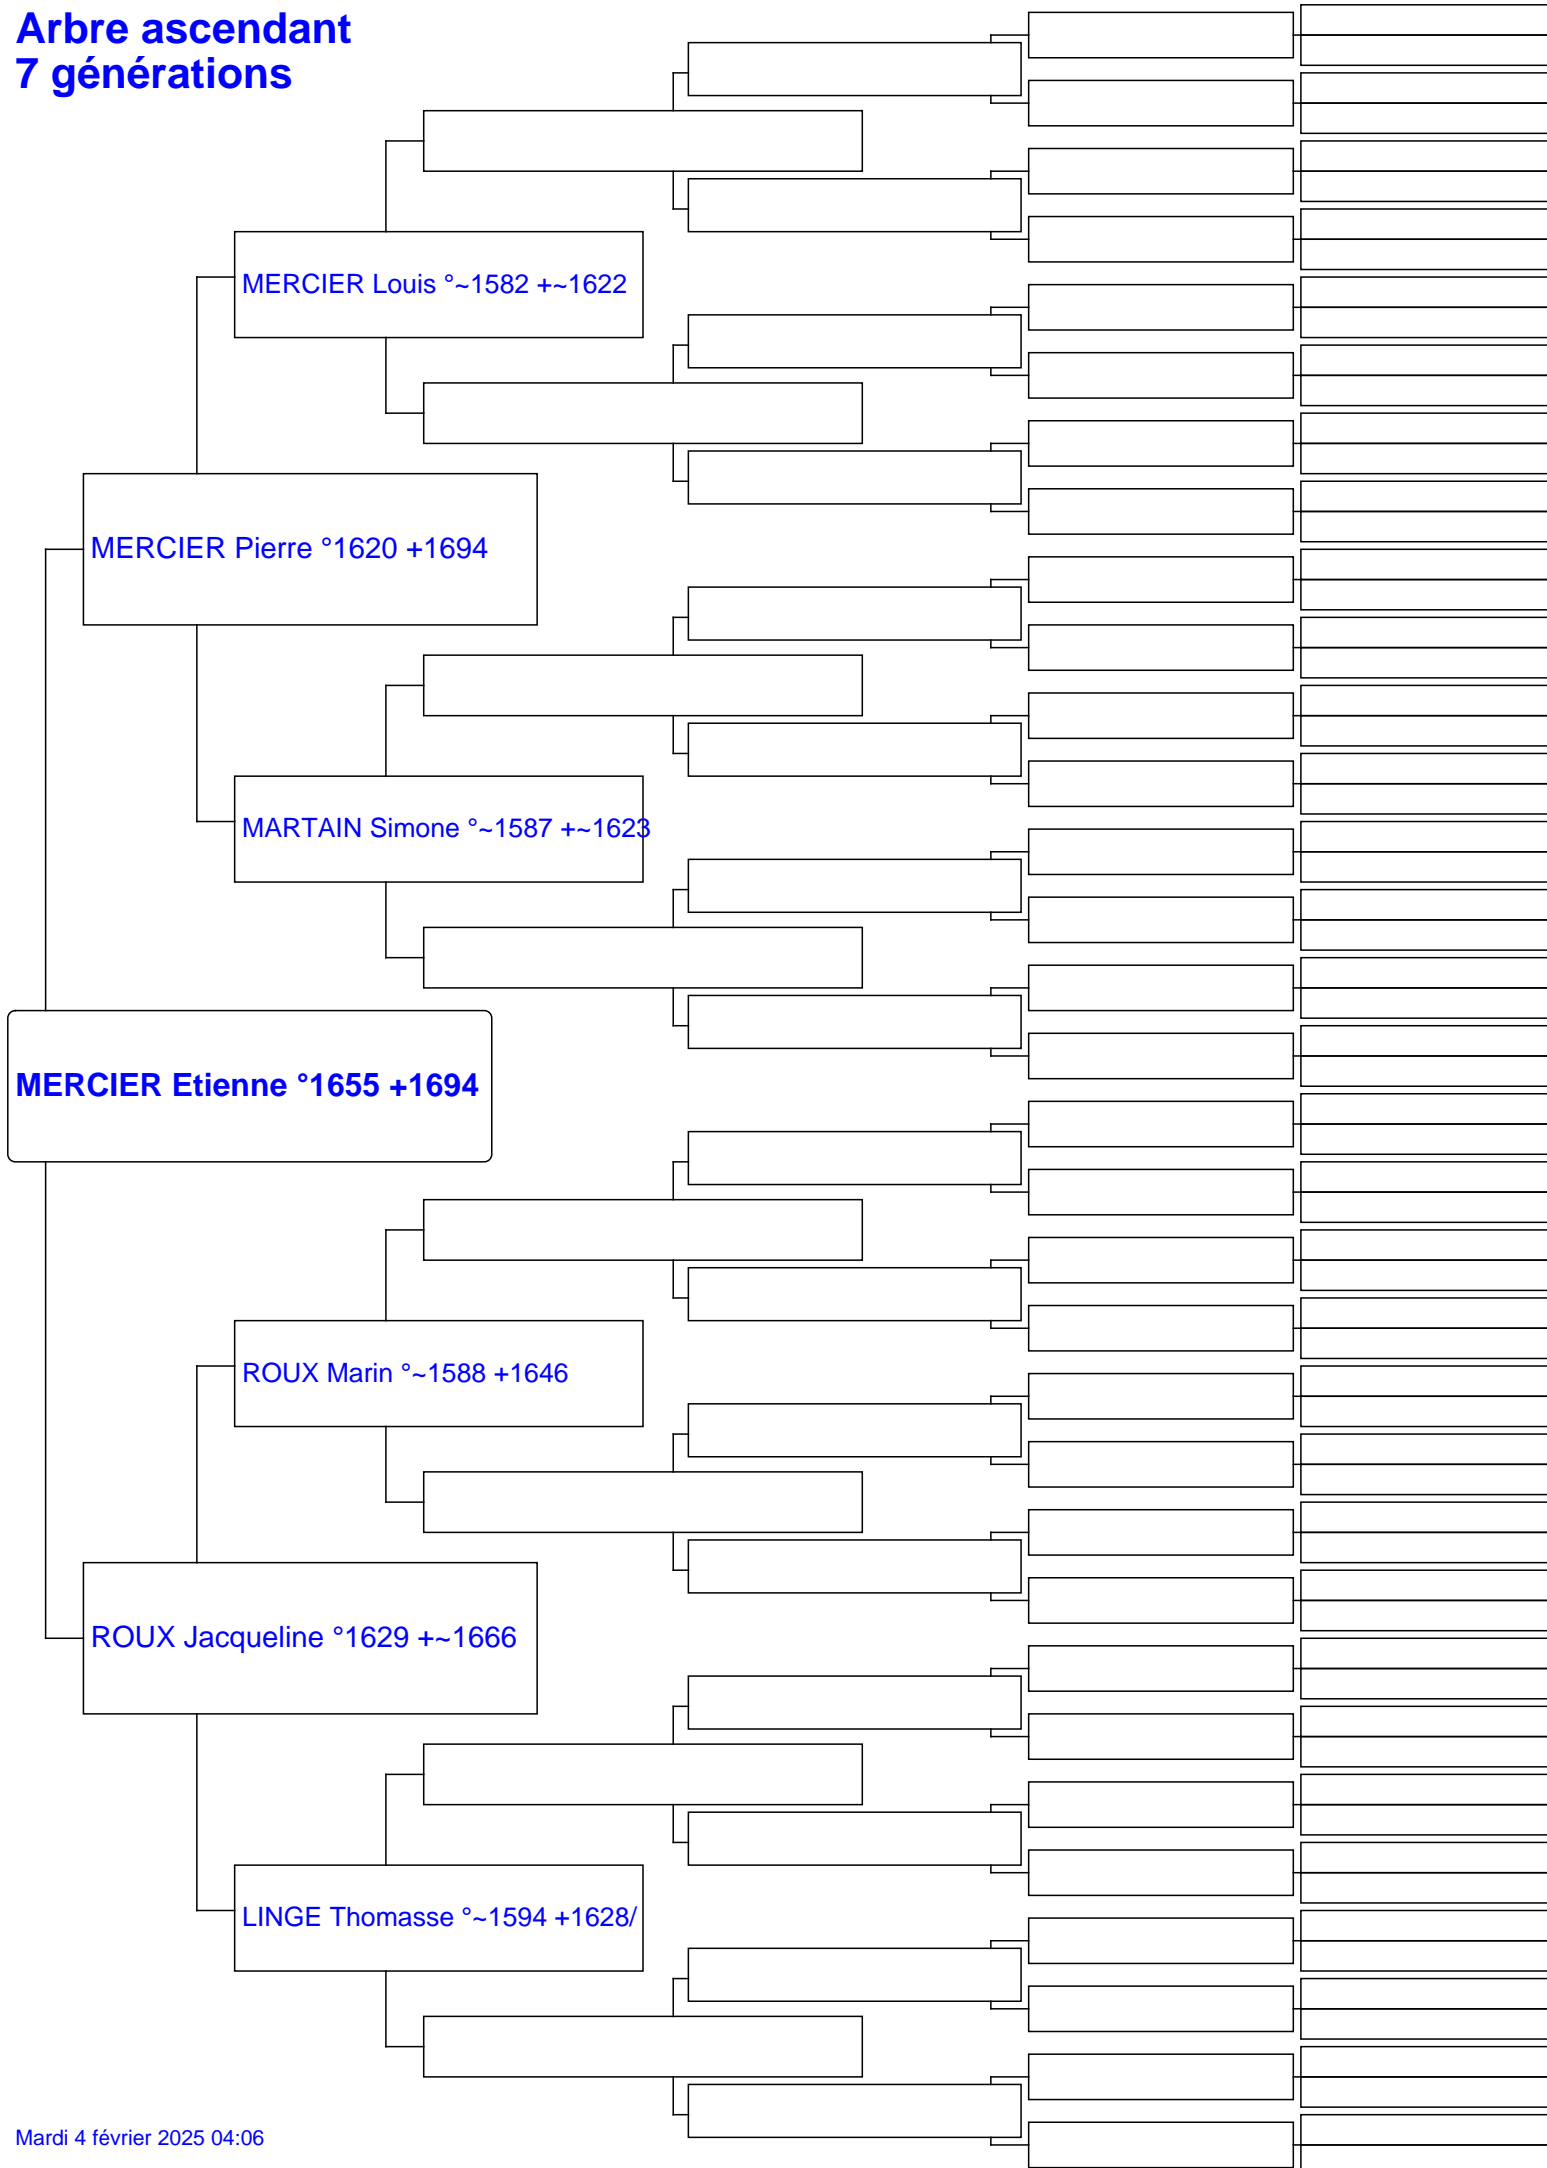 Arbre ascendant
7 générations
MERCIER Louis °~1582 +~1622
MERCIER Pierre °1620 +1694
MARTAIN Simone °~1587 +~1623
MERCIER Etienne °1655 +1694
ROUX Marin °~1588 +1646
ROUX Jacqueline °1629 +~1666
LINGE Thomasse °~1594 +1628/
Mardi 4 février 2025 04:06